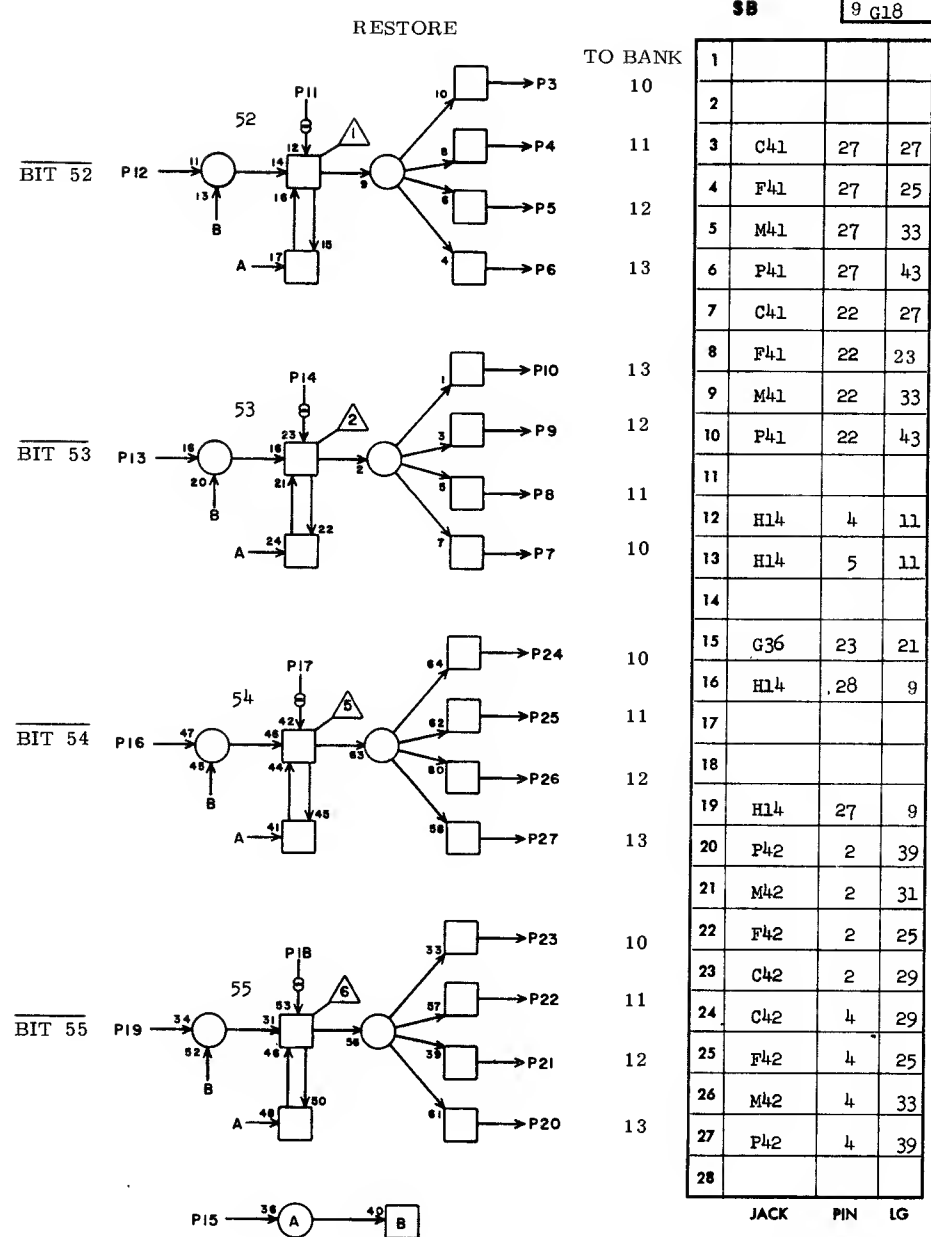 SB 9 G18
RESTORE
TO BANK
P11
52
1
12
BIT 52 P12 11 14 9
13 16 15
B
A 17
10 P3 10
8 P4 11
6 P5 12
4 P6 13
P14
53
2
23
BIT 53 P13 16 16 2
20 21 22
B
A 24
1 P10 13
3 P9 12
5 P8 11
7 P7 10
P17
54
5
42
BIT 54 P16 47 46 63
45 44 45
B
A 41
64 P24 10
62 P25 11
60 P26 12
58 P27 13
P18
55
6
53
BIT 55 P19 34 31 56
52 46 50
B
A 48
33 P23 10
57 P22 11
39 P21 12
61 P20 13
P15 36 A 40 B
1
2
3 C41 27 27
4 F41 27 25
5 M41 27 33
6 P41 27 43
7 C41 22 27
8 F41 22 23
9 M41 22 33
10 P41 22 43
11
12 H14 4 11
13 H14 5 11
14
15 G36 23 21
16 H14 28 9
17
18
19 H14 27 9
20 P42 2 39
21 M42 2 31
22 F42 2 25
23 C42 2 29
24 C42 4 29
25 F42 4 25
26 M42 4 33
27 P42 4 39
28
JACK PIN LG